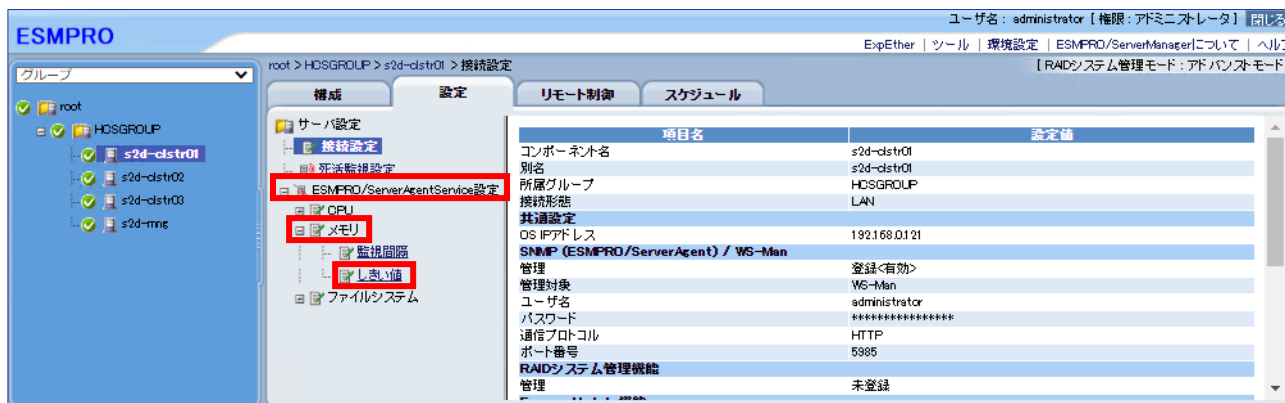 ユーザ名： administrator [ 権限：アドミニストレータ ] 閉じる
ESMPRO
ExpEther | ツール | 環境設定 | ESMPRO/ServerManagerについて |
グループ
root > HCSGROUP > s2d-clstr01 > 接続設定
[ RAIDシステム管理モード：アドバンストモード
構成
設定
リモート制御
スケジュール
root
HCSGROUP
s2d-clstr01
s2d-clstr02
s2d-clstr03
s2d-mng
サーバ設定
接続設定
死活監視設定
ESMPRO/ServerAgentService設定
CPU
メモリ
監視間隔
しきい値
ファイルシステム
項目名 設定値
コンポーネント名 s2d-clstr01
別名 s2d-clstr01
所属グループ HCSGROUP
接続形態 LAN
共通設定
OS IPアドレス 192.168.0.121
SNMP (ESMPRO/ServerAgent) / WS-Man
管理 登録<有効>
管理対象 WS-Man
ユーザ名 administrator
パスワード ****************
通信プロトコル HTTP
ポート番号 5985
RAIDシステム管理機能
管理 未登録